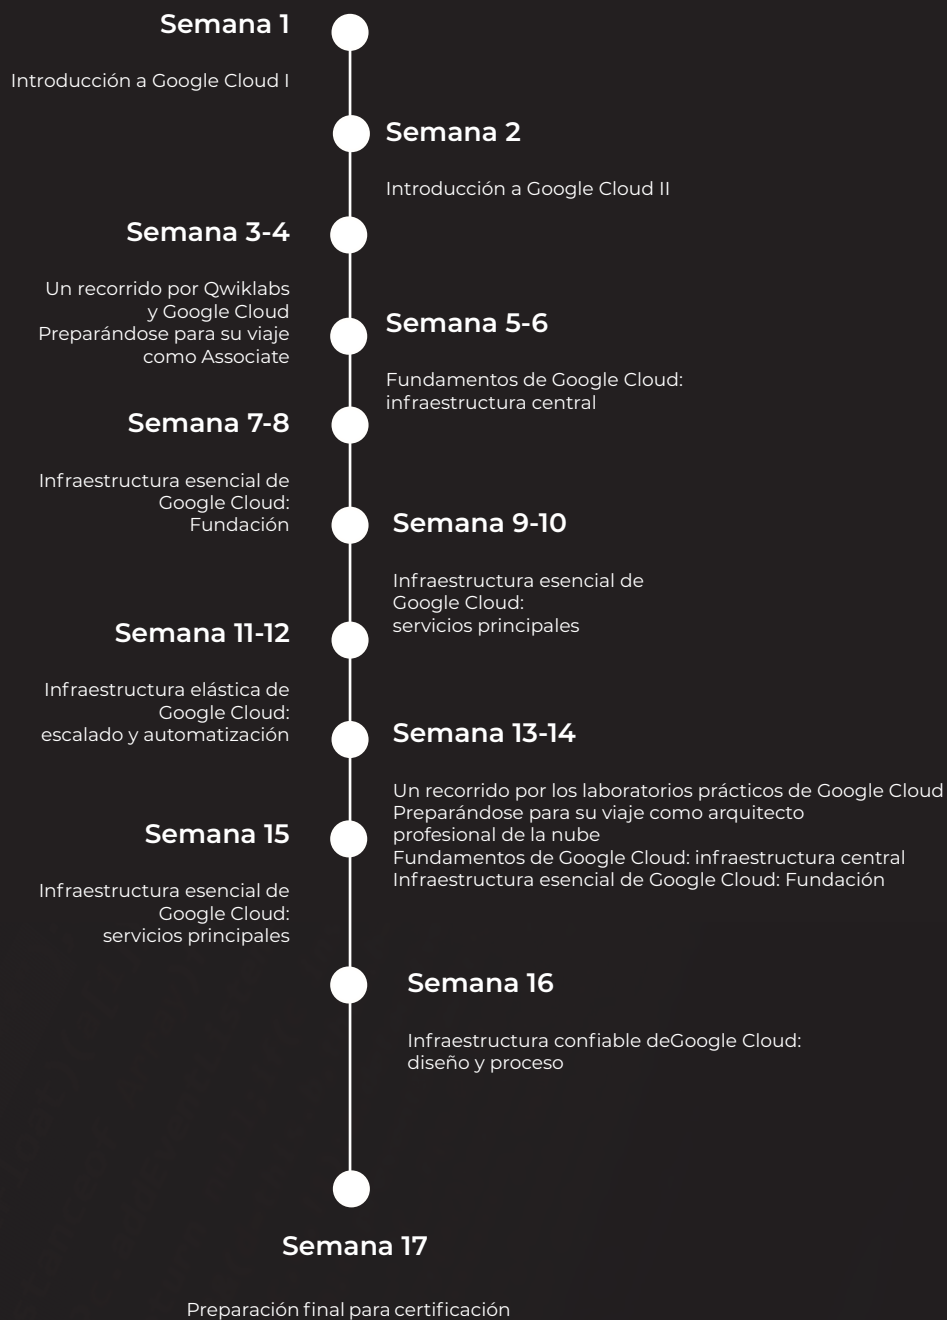 Semana 1
Introducción a Google Cloud I
Semana 2
Introducción a Google Cloud II
Semana 3-4
Un recorrido por Qwiklabs
y Google Cloud
Preparándose para su viaje
como Associate
Semana 5-6
Fundamentos de Google Cloud:
infraestructura central
Semana 7-8
Infraestructura esencial de
Google Cloud:
Fundación
Semana 9-10
Infraestructura esencial de
Google Cloud:
servicios principales
Semana 11-12
Infraestructura elástica de
Google Cloud:
escalado y automatización
Semana 13-14
Un recorrido por los laboratorios prácticos de Google Cloud
Preparándose para su viaje como arquitecto
profesional de la nube
Fundamentos de Google Cloud: infraestructura central
Infraestructura esencial de Google Cloud: Fundación
Semana 15
Infraestructura esencial de
Google Cloud:
servicios principales
Semana 16
Infraestructura confiable deGoogle Cloud:
diseño y proceso
Semana 17
Preparación final para certificación